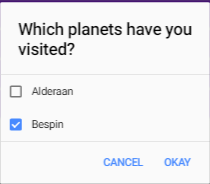 Which planets have you
visited?
Alderaan
Bespin
CANCEL OKAY